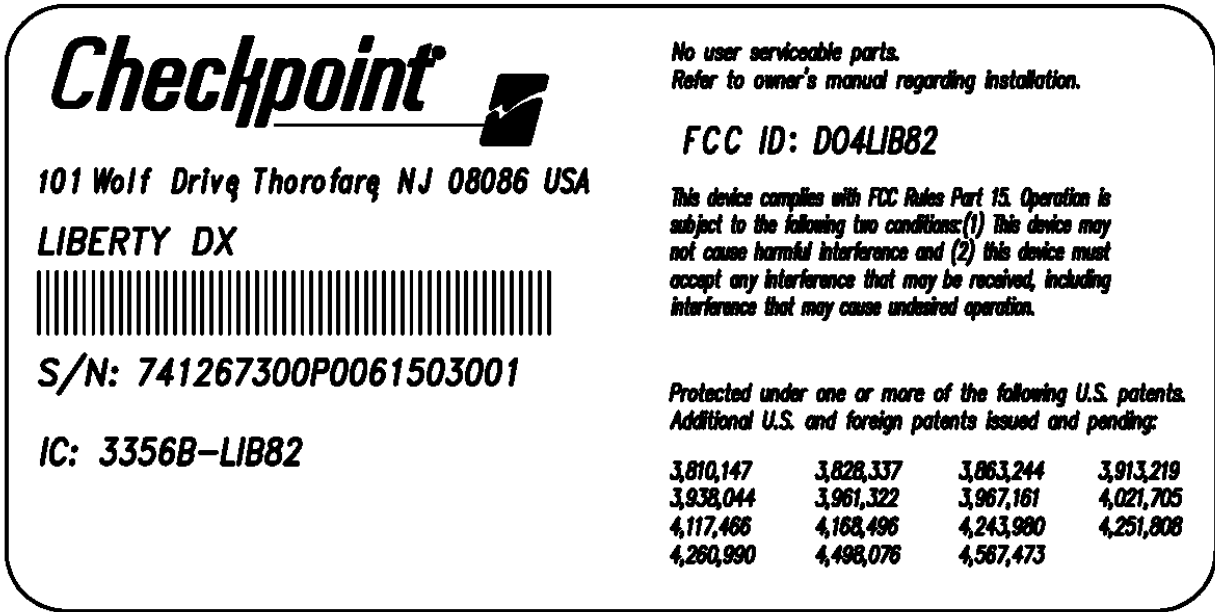 Checkpoint®
101 Wolf Drive, Thorofare, NJ 08086 USA
LIBERTY DX
S/N: 741267300P0061503001
IC: 3356B-LIB82
No user serviceable parts.
Refer to owner's manual regarding installation.
FCC ID: DO4LIB82
This device complies with FCC Rules Part 15. Operation is
subject to the following two conditions:(1) This device may
not cause harmful interference and (2) this device must
accept any interference that may be received, including
interference that may cause undesired operation.
Protected under one or more of the following U.S. patents.
Additional U.S. and foreign patents issued and pending:
3,810,147 3,828,337 3,863,244 3,913,219
3,938,044 3,961,322 3,967,161 4,021,705
4,117,466 4,168,496 4,243,980 4,251,808
4,260,990 4,498,076 4,567,473